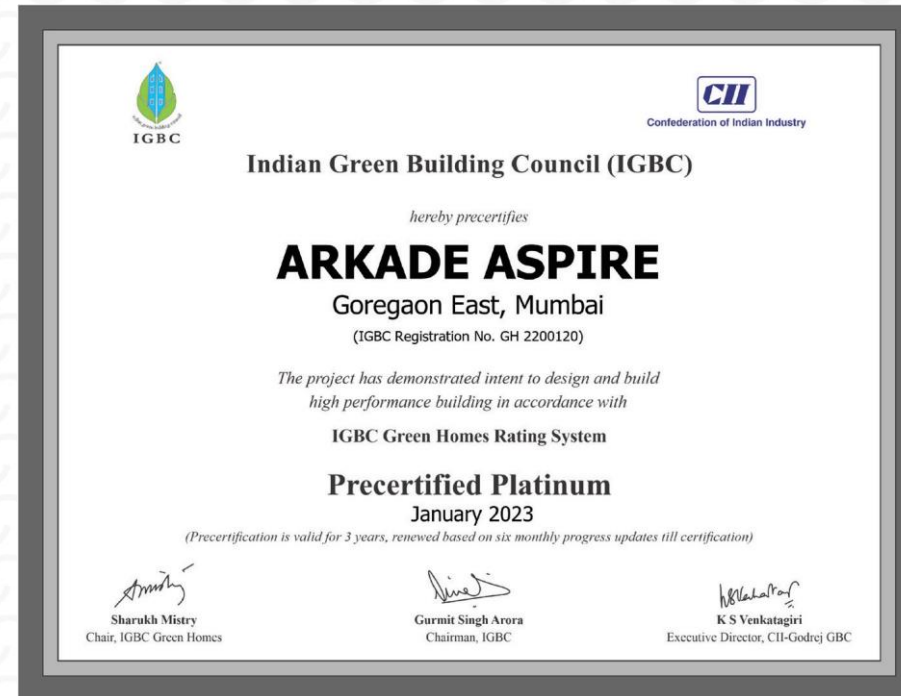 IGBC
CII
Confederation of Indian Industry
Indian Green Building Council (IGBC)
hereby precertifies
ARKADE ASPIRE
Goregaon East, Mumbai
(IGBC Registration No. GH 2200120)
The project has demonstrated intent to design and build
high performance building in accordance with
IGBC Green Homes Rating System
Precertified Platinum
January 2023
(Precertification is valid for 3 years, renewed based on six monthly progress updates till certification)
Sharukh Mistry
Chair, IGBC Green Homes
Gurmit Singh Arora
Chairman, IGBC
K S Venkatagiri
Executive Director, CII-Godrej GBC